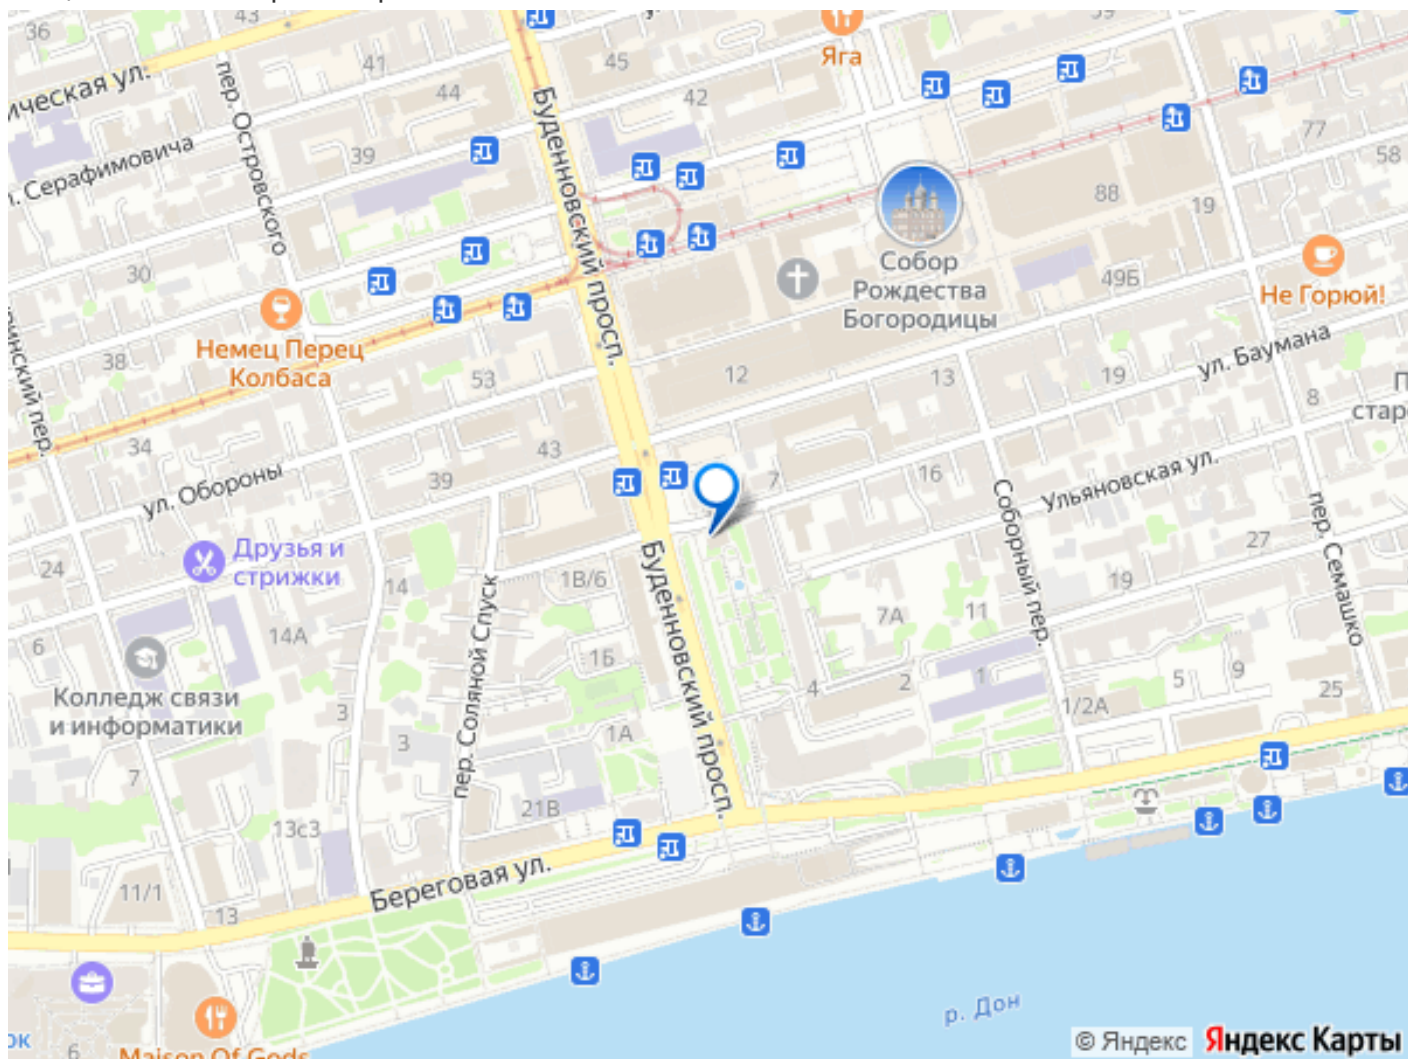 36
43
41
45
42
44
39
39
Яга
77
58
88
19
ическая ул.
пер. Островского
Серафимовича
Буденновский просп.
Собор
Рождества
Богородицы
49Б
Не Горюй!
30
Немец Перец
Колбаса
38
53
12
13
19
ул. Баумана
8
П
стар
инский пер.
34
43
39
ул. Обороны
7
16
Ульяновская ул.
Соборный пер.
пер. Семашко
27
19
Друзья и
стрижки
24
14
1В/6
Буденновский просп.
7А
11
6
14А
пер. Соляной Спуск
1Б
4
2
1
5
9
25
1/2А
Колледж связи
и информатики
3
3
1А
7
21В
13с3
Береговая ул.
11/1
13
р. Дон
ок
6
Maison Of Gods
© Яндекс
Яндекс Карты